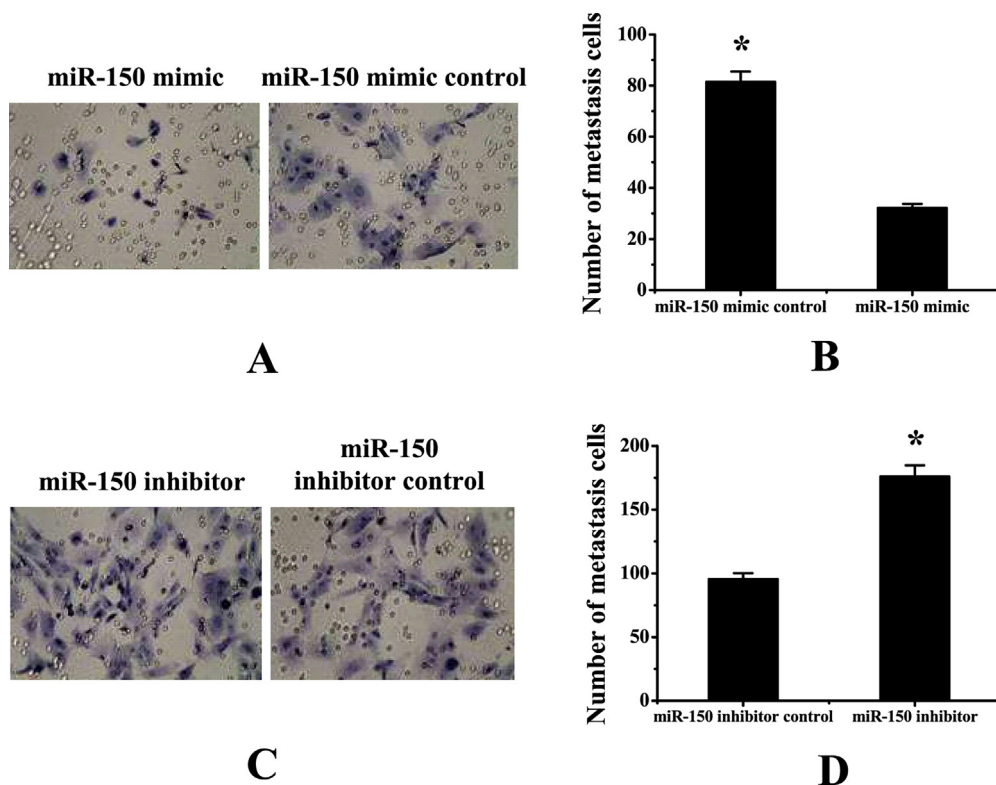 miR-150 mimic
miR-150 mimic control
A
Number of metastasis cells
100
80
60
40
20
0
*
miR-150 mimic control
miR-150 mimic
B
miR-150 inhibitor
miR-150
inhibitor control
C
Number of metastasis cells
200
150
100
50
0
*
miR-150 inhibitor control
miR-150 inhibitor
D